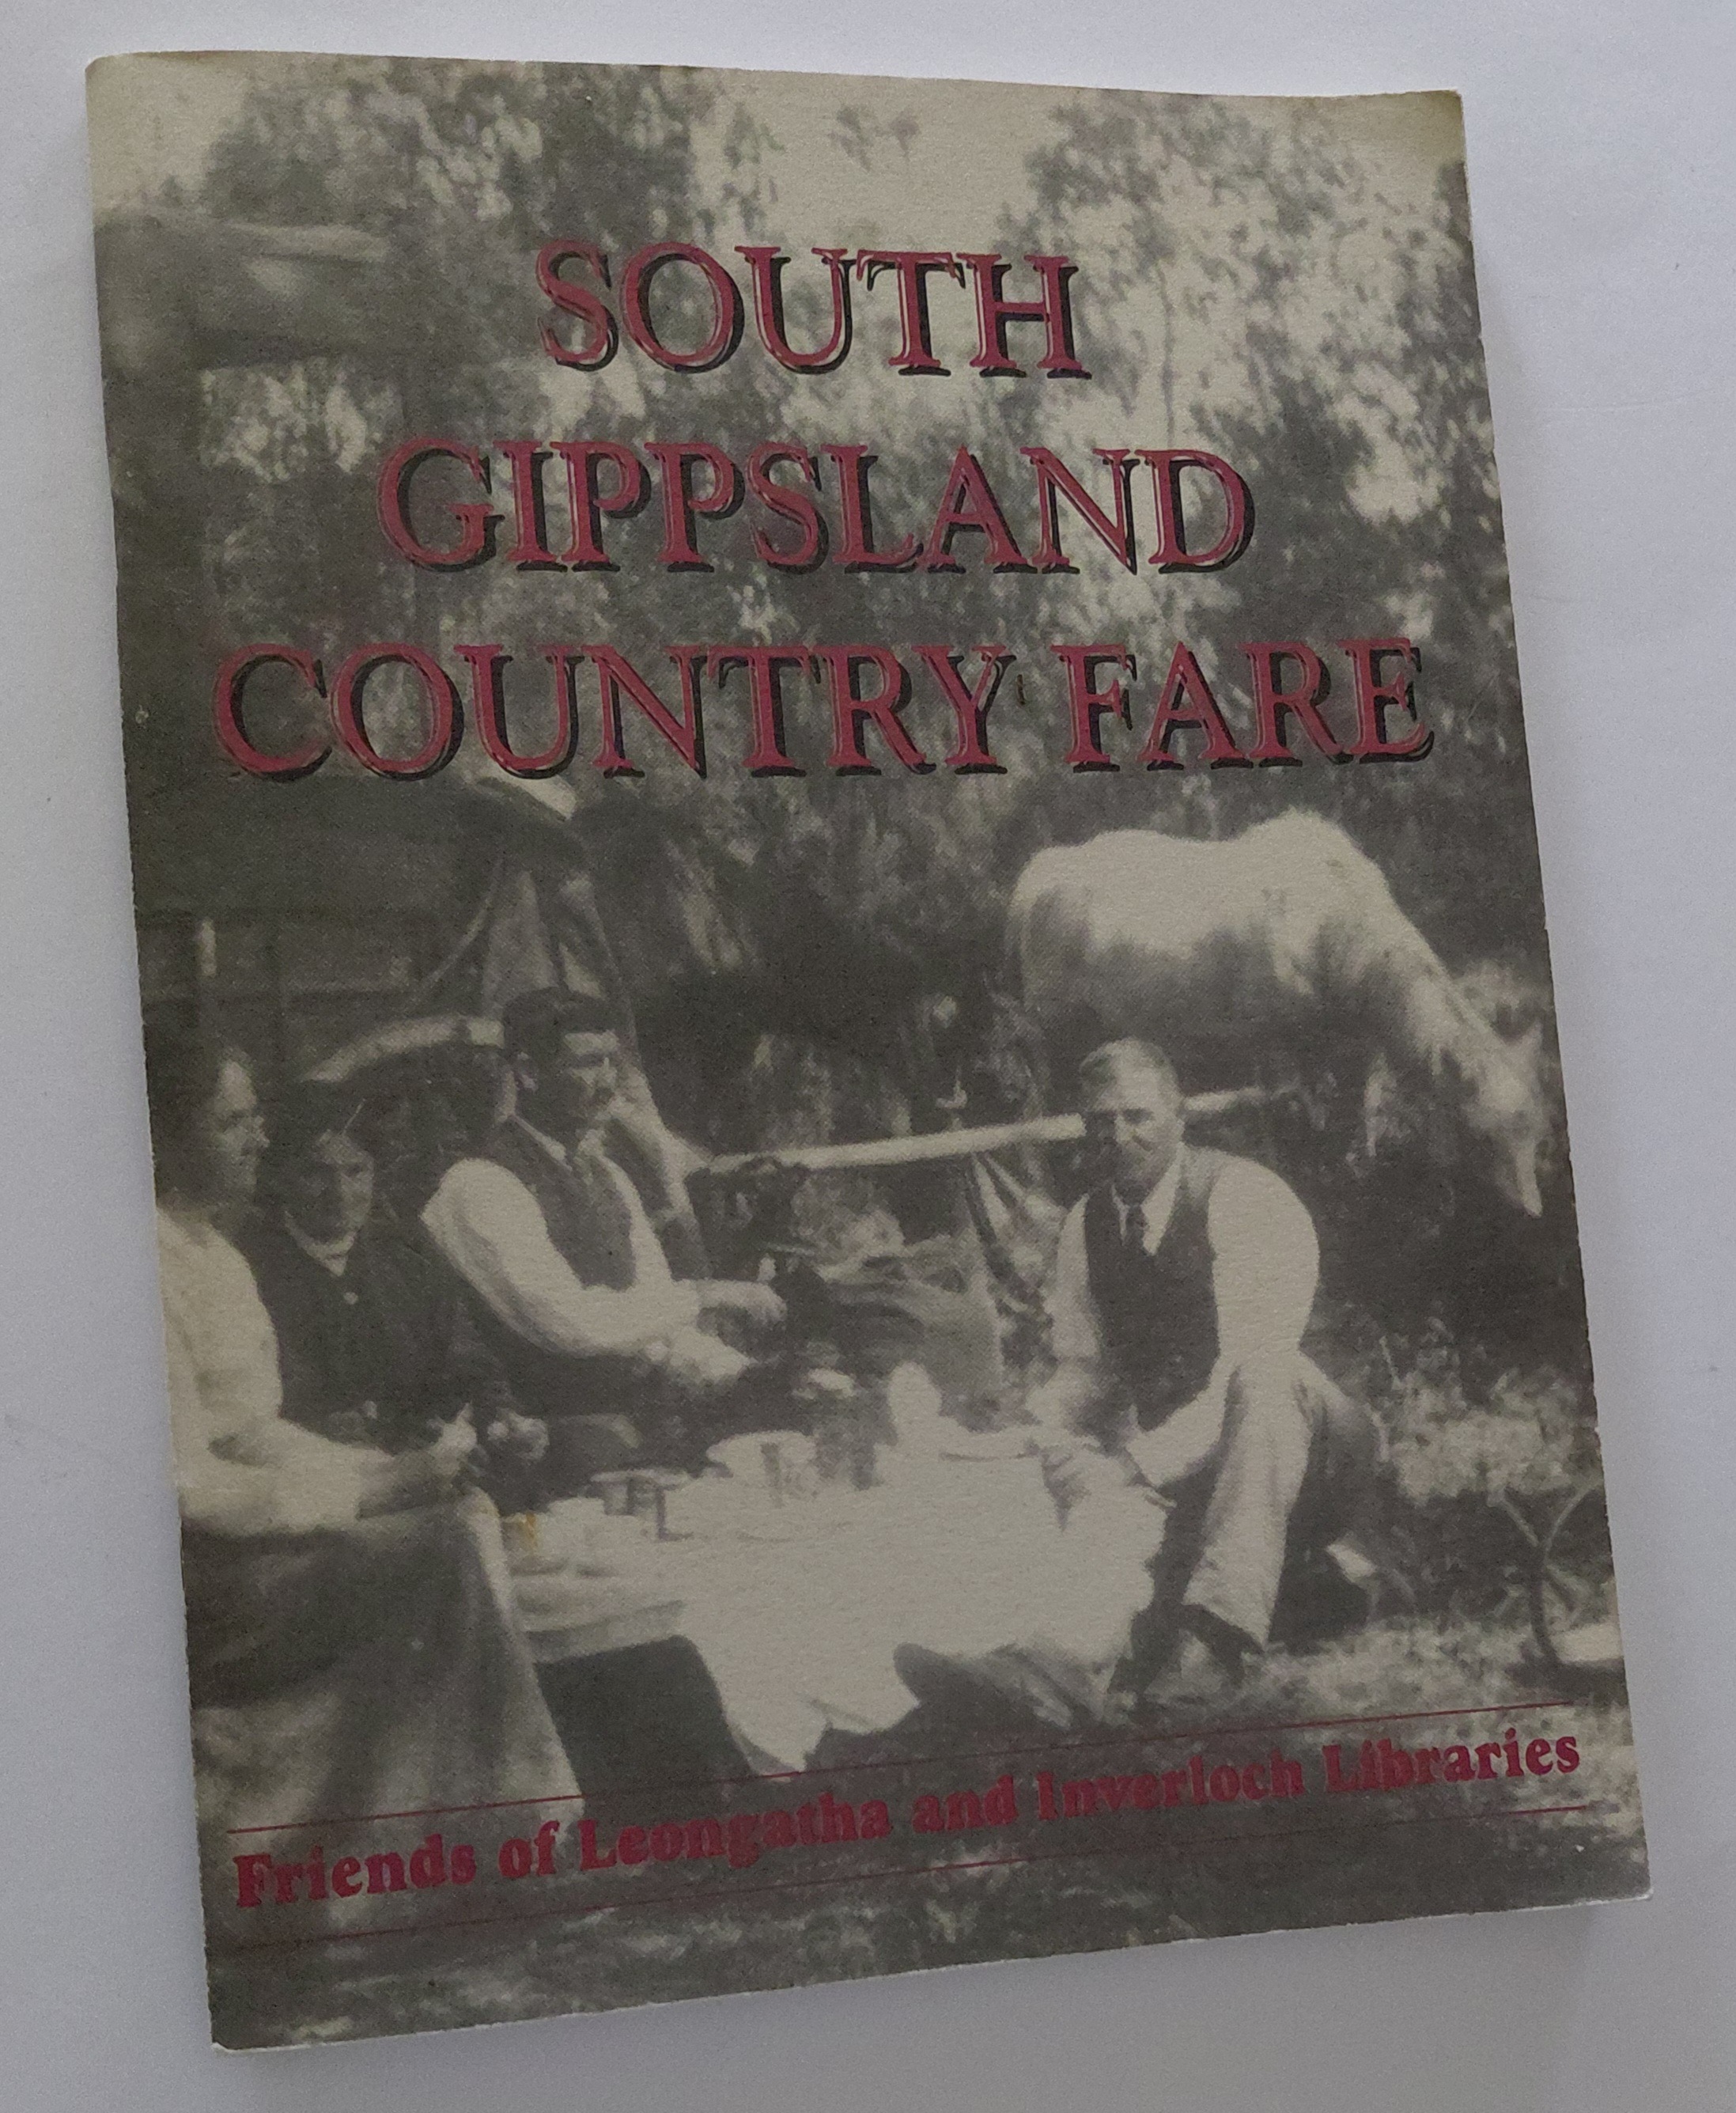 SOUTH
GIPPSLAND
COUNTRY FARE
Friends of Leongatha and Inverloch Libraries